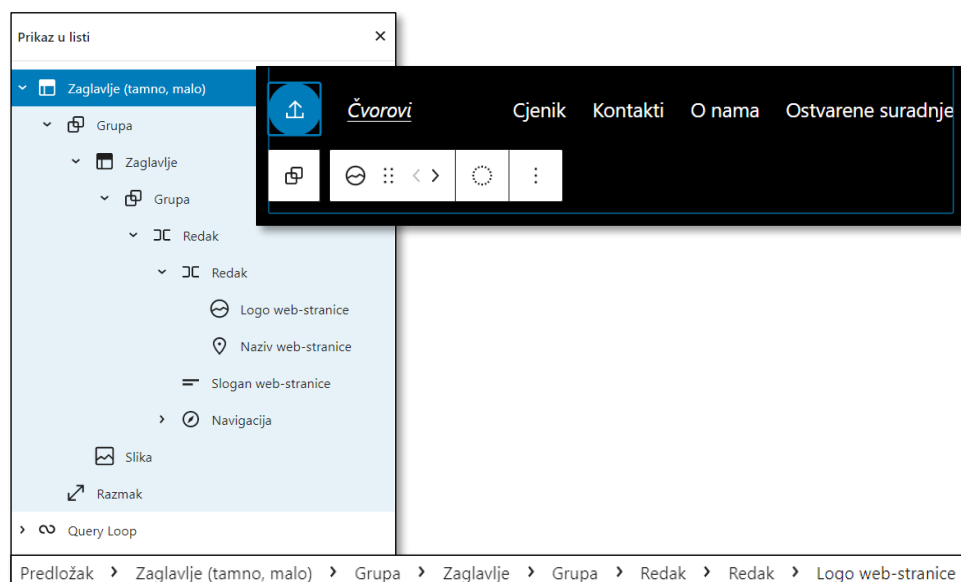 Prikaz u listi
Zaglavlje (tamno, malo)
Grupa
Zaglavlje
Grupa
Redak
Redak
Logo web-stranice
Naziv web-stranice
Slogan web-stranice
Navigacija
Slika
Razmak
Query Loop
Čvorovi Cjenik Kontakti O nama Ostvarene suradnje
Predložak > Zaglavlje (tamno, malo) > Grupa > Zaglavlje > Grupa > Redak > Redak > Logo web-stranice